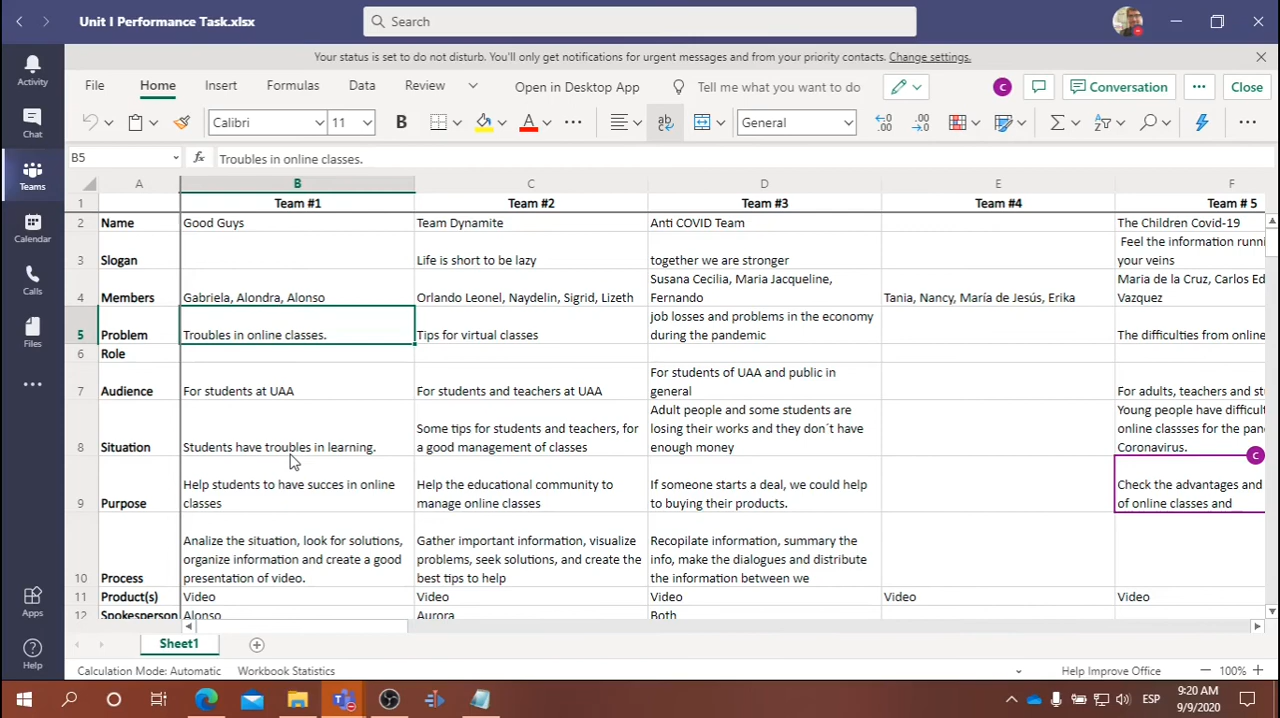 Unit I Performance Task.xlsx
Search
Your status is set to do not disturb. You'll only get notifications for urgent messages and from your priority contacts. Change settings.
Activity
Chat
Teams
Calendar
Calls
Files
Apps
Help
File Home Insert Formulas Data Review Open in Desktop App Tell me what you want to do C Conversation Close
Calibri 11 B A ab General
B5 fx Troubles in online classes.
A B C D E F
1 Team #1 Team #2 Team #3 Team #4 Team # 5
2 Name Good Guys Team Dynamite Anti COVID Team The Children Covid-19
Feel the information runni
3 Slogan Life is short to be lazy together we are stronger your veins
Susana Cecilia, Maria Jacqueline, Maria de la Cruz, Carlos Ed
4 Members Gabriela, Alondra, Alonso Orlando Leonel, Naydelin, Sigrid, Lizeth Fernando Tania, Nancy, María de Jesús, Erika Vazquez
job losses and problems in the economy
5 Problem Troubles in online classes. Tips for virtual classes during the pandemic The difficulties from online
6 Role
For students of UAA and public in
7 Audience For students at UAA For students and teachers at UAA general For adults, teachers and st
Adult people and some students are Young people have difficult
Some tips for students and teachers, for losing their works and they don´t have online classses for the pan
8 Situation Students have troubles in learning. a good management of classes enough money Coronavirus.
C
Help students to have succes in online Help the educational community to If someone starts a deal, we could help Check the advantages and
9 Purpose classes manage online classes to buying their products. of online classes and
Analize the situation, look for solutions, Gather important information, visualize Recopilate information, summary the
organize information and create a good problems, seek solutions, and create the info, make the dialogues and distribute
10 Process presentation of video. best tips to help the information between we
11 Product(s) Video Video Video Video Video
12 Spokesperson Alonso Aurora Both
Sheet1
Calculation Mode: Automatic Workbook Statistics Help Improve Office 100%
ESP
9:20 AM
9/9/2020